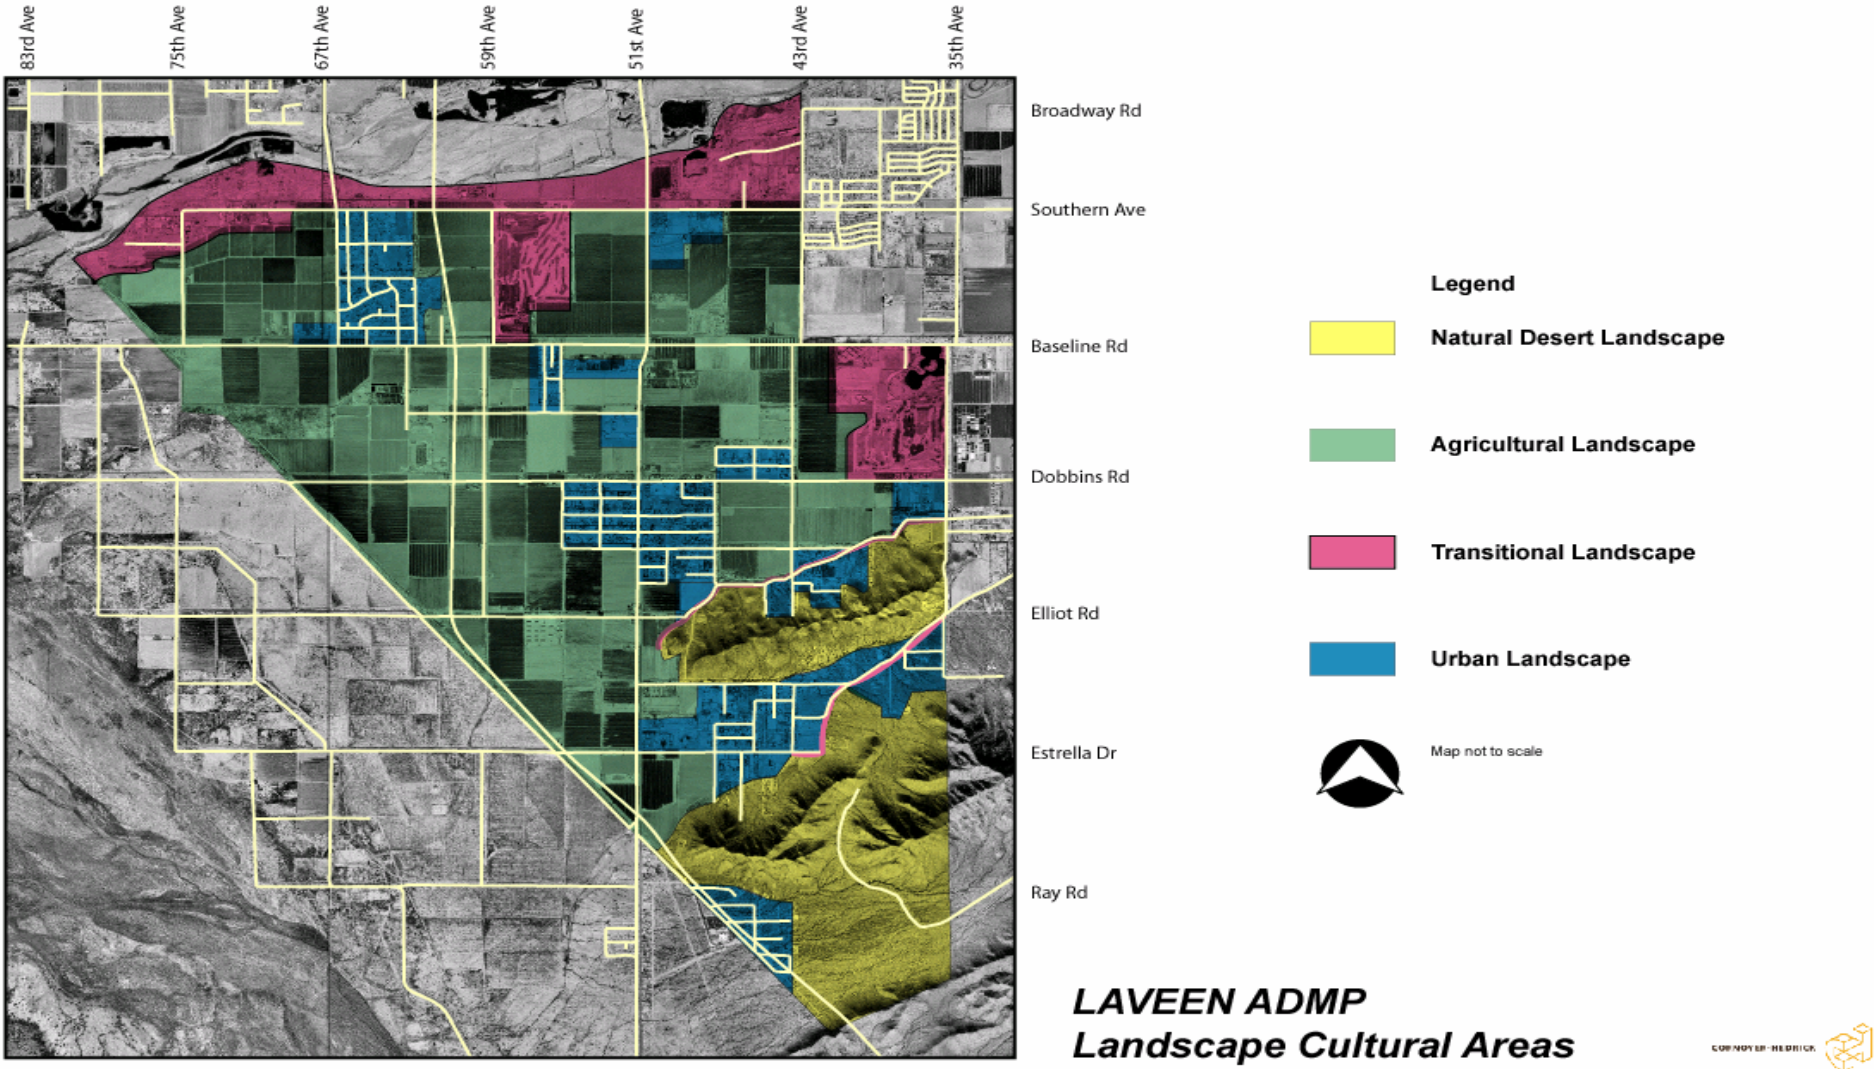 83rd Ave
75th Ave
67th Ave
59th Ave
51st Ave
43rd Ave
35th Ave
Broadway Rd
Southern Ave
Baseline Rd
Dobbins Rd
Elliot Rd
Estrella Dr
Ray Rd
Legend
Natural Desert Landscape
Agricultural Landscape
Transitional Landscape
Urban Landscape
Map not to scale
LAVEEN ADMP
Landscape Cultural Areas
CORNOYER-HEDRICK